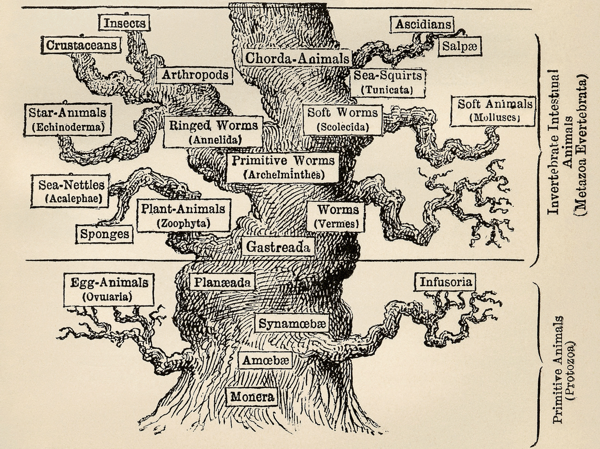 Insects
Ascidians
Crustaceans
Salpæ
Chorda-Animals
Arthropods
Sea-Squirts
(Tunicata)
Star-Animals
(Echinoderma)
Soft Worms
(Scolecida)
Soft Animals
(Molluscs)
Ringed Worms
(Annelida)
Primitive Worms
(Archelminthes)
Sea-Nettles
(Acalephae)
Plant-Animals
(Zoophyta)
Worms
(Vermes)
Sponges
Gastreada
Invertebrate Intestinal
Animals
(Metazoa Evertebrata)
Egg-Animals
(Ovularia)
Planæada
Infusoria
Synamœbæ
Amœbæ
Monera
Primitive Animals
(Protozoa)